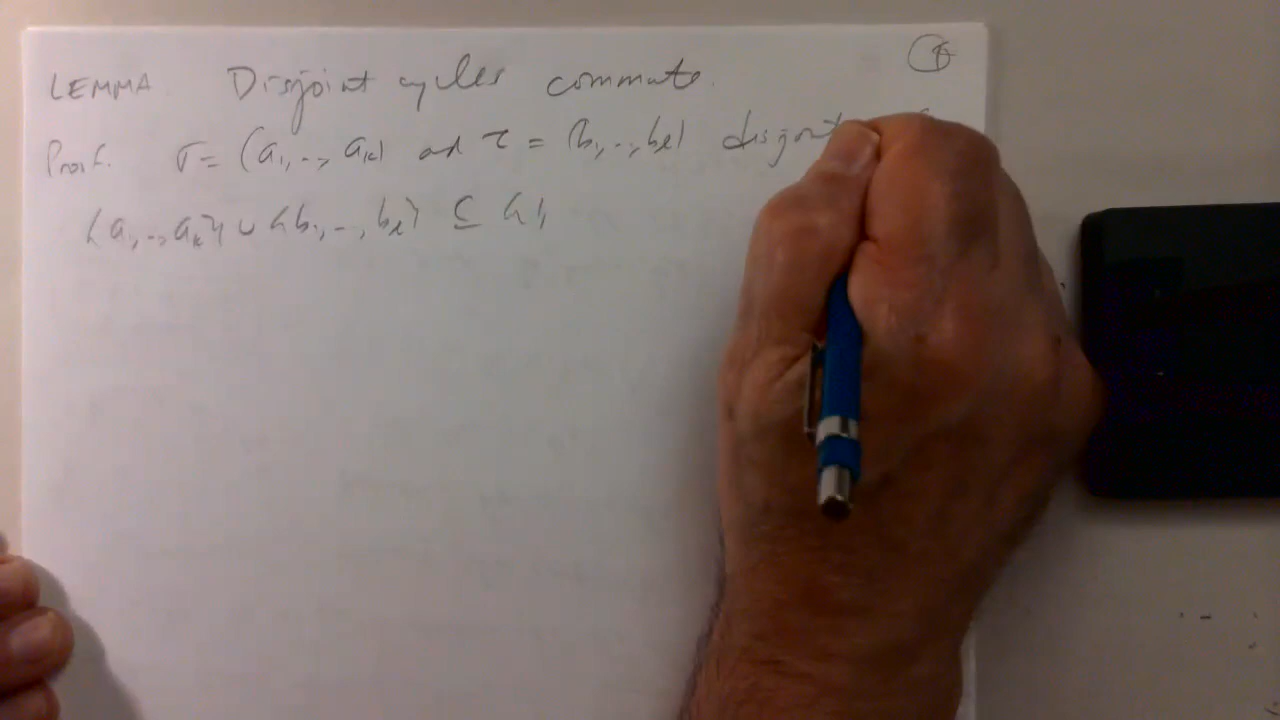 LEMMA Disjoint cycles commute.
Proof. σ = (a₁,..,aₖ) and τ = (b₁,..,bₗ) disjoint
{a₁,..,aₖ} ∪ {b₁,..,bₗ} ⊆ {1,